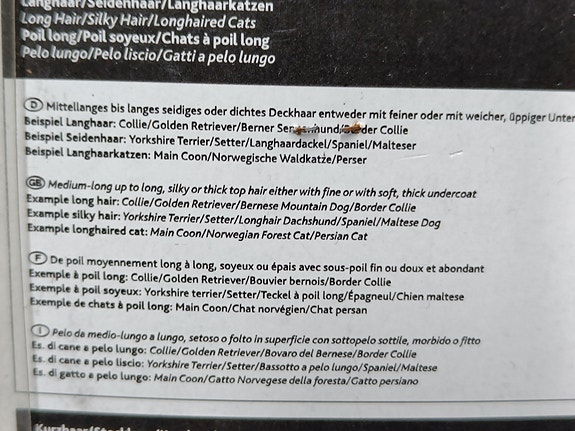 Langhaar/Seidenhaar/Langhaarkatzen
Long Hair/Silky Hair/Longhaired Cats
Poil long/Poil soyeux/Chats à poil long
Pelo lungo/Pelo liscio/Gatti a pelo lungo
D Mittellanges bis langes seidiges oder dichtes Deckhaar entweder mit feiner oder mit weicher, üppiger Unter
Beispiel Langhaar: Collie/Golden Retriever/Berner Sennenhund/Border Collie
Beispiel Seidenhaar: Yorkshire Terrier/Setter/Langhaardackel/Spaniel/Malteser
Beispiel Langhaarkatzen: Main Coon/Norwegische Waldkatze/Perser
GB Medium-long up to long, silky or thick top hair either with fine or with soft, thick undercoat
Example long hair: Collie/Golden Retriever/Bernese Mountain Dog/Border Collie
Example silky hair: Yorkshire Terrier/Setter/Longhair Dachshund/Spaniel/Maltese Dog
Example longhaired cat: Main Coon/Norwegian Forest Cat/Persian Cat
F De poil moyennement long à long, soyeux ou épais avec sous-poil fin ou doux et abondant
Exemple à poil long: Collie/Golden Retriever/Bouvier bernois/Border Collie
Exemple à poil soyeux: Yorkshire terrier/Setter/Teckel à poil long/Épagneul/Chien maltese
Exemple de chats à poil long: Main Coon/Chat norvégien/Chat persan
I Pelo da medio-lungo a lungo, setoso o folto in superficie con sottopelo sottile, morbido o fitto
Es. di cane a pelo lungo: Collie/Golden Retriever/Bovaro del Bernese/Border Collie
Es. di cane a pelo liscio: Yorkshire Terrier/Setter/Bassotto a pelo lungo/Spaniel/Maltese
Es. di gatto a pelo lungo: Main Coon/Gatto Norvegese della foresta/Gatto persiano